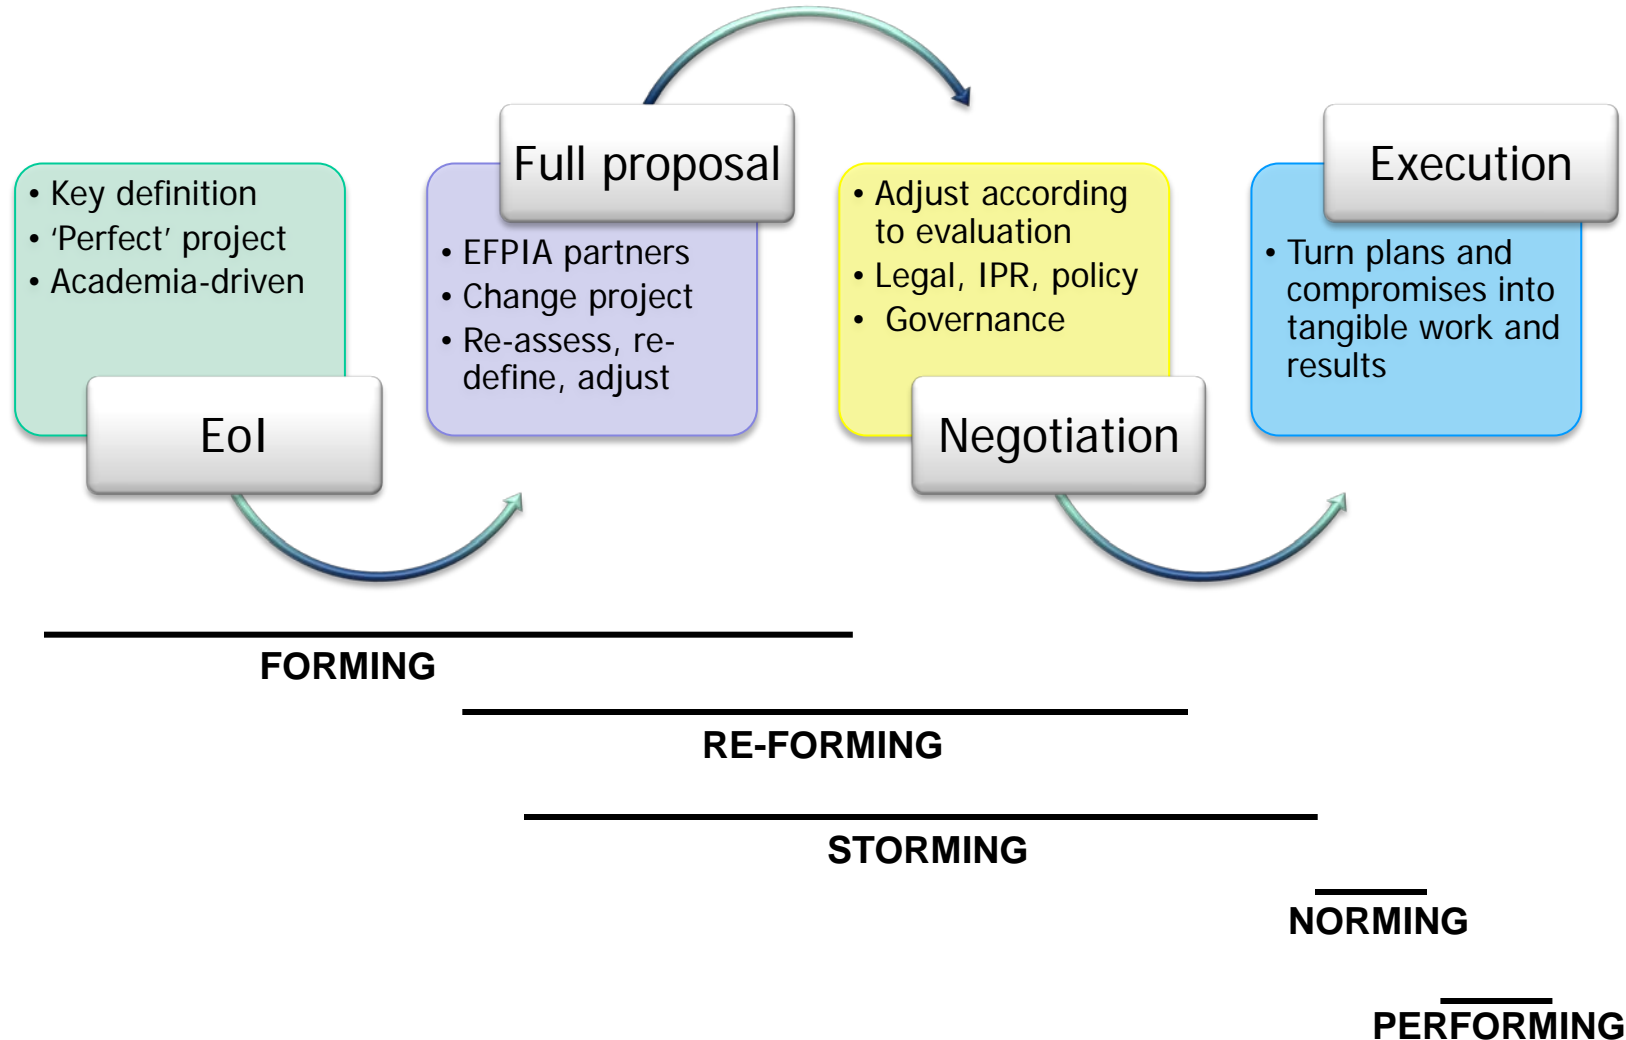 • Key definition
• ‘Perfect’ project
• Academia-driven
EoI
Full proposal
• EFPIA partners
• Change project
• Re-assess, re-
define, adjust
• Adjust according
to evaluation
• Legal, IPR, policy
• Governance
Negotiation
Execution
• Turn plans and
compromises into
tangible work and
results
FORMING
RE-FORMING
STORMING
NORMING
PERFORMING